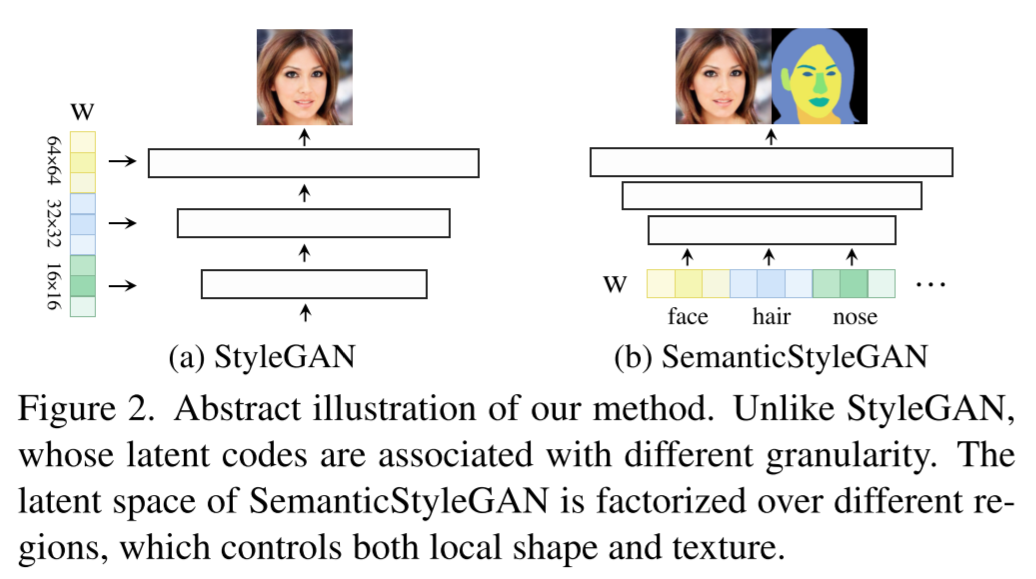 W
64×64
32×32
16×16
(a) StyleGAN
W
face hair nose ...
(b) SemanticStyleGAN
Figure 2. Abstract illustration of our method. Unlike StyleGAN,
whose latent codes are associated with different granularity. The
latent space of SemanticStyleGAN is factorized over different re-
gions, which controls both local shape and texture.